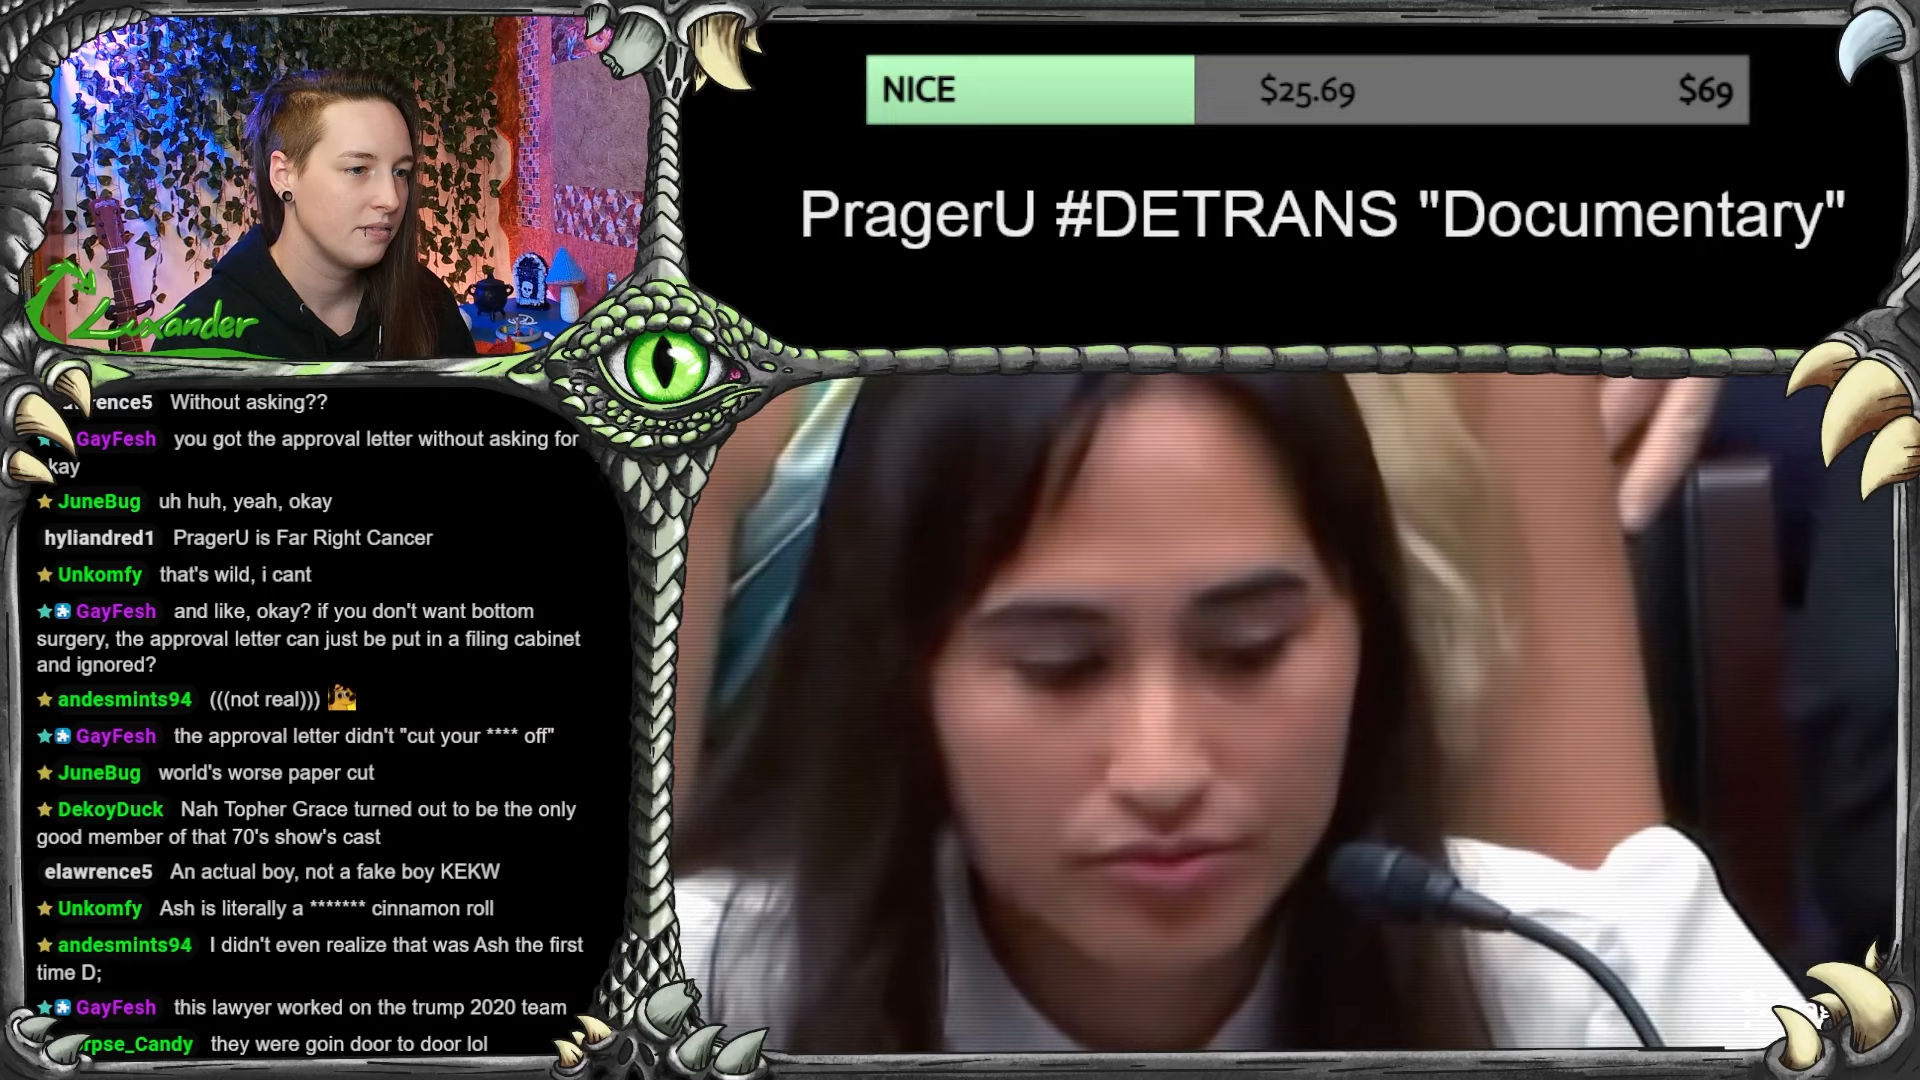 NICE $25.69 $69
PragerU #DETRANS "Documentary"
Luxander
rence5 Without asking??
GayFesh you got the approval letter without asking for
kay
JuneBug uh huh, yeah, okay
hyliandred1 PragerU is Far Right Cancer
Unkomfy that's wild, i cant
GayFesh and like, okay? if you don't want bottom
surgery, the approval letter can just be put in a filing cabinet
and ignored?
andesmints94 (((not real)))
GayFesh the approval letter didn't "cut your **** off"
JuneBug world's worse paper cut
DekoyDuck Nah Topher Grace turned out to be the only
good member of that 70's show's cast
elawrence5 An actual boy, not a fake boy KEKW
Unkomfy Ash is literally a ******* cinnamon roll
andesmints94 I didn't even realize that was Ash the first
time D;
GayFesh this lawyer worked on the trump 2020 team
rpse_Candy they were goin door to door lol